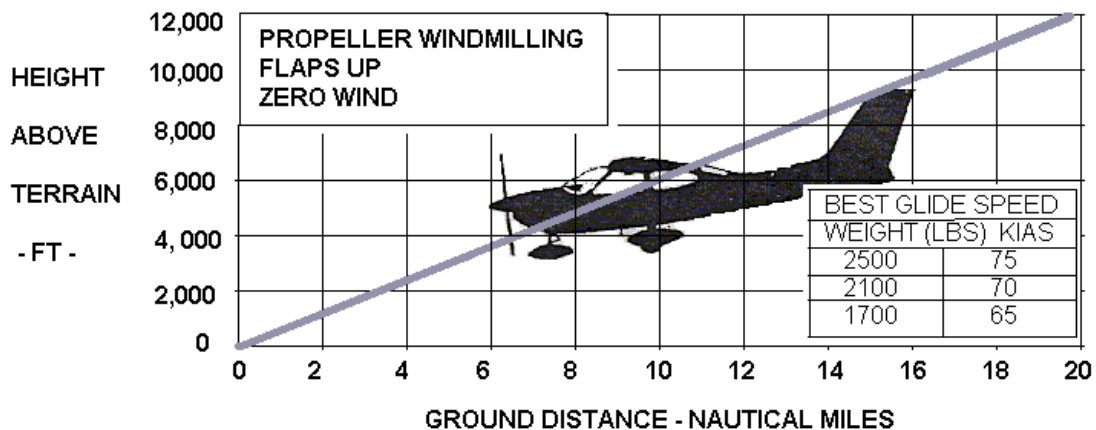 12,000
10,000
8,000
6,000
4,000
2,000
0
HEIGHT
ABOVE
TERRAIN
- FT -
PROPELLER WINDMILLING
FLAPS UP
ZERO WIND
BEST GLIDE SPEED
WEIGHT (LBS) KIAS
2500 75
2100 70
1700 65
0 2 4 6 8 10 12 14 16 18 20
GROUND DISTANCE - NAUTICAL MILES